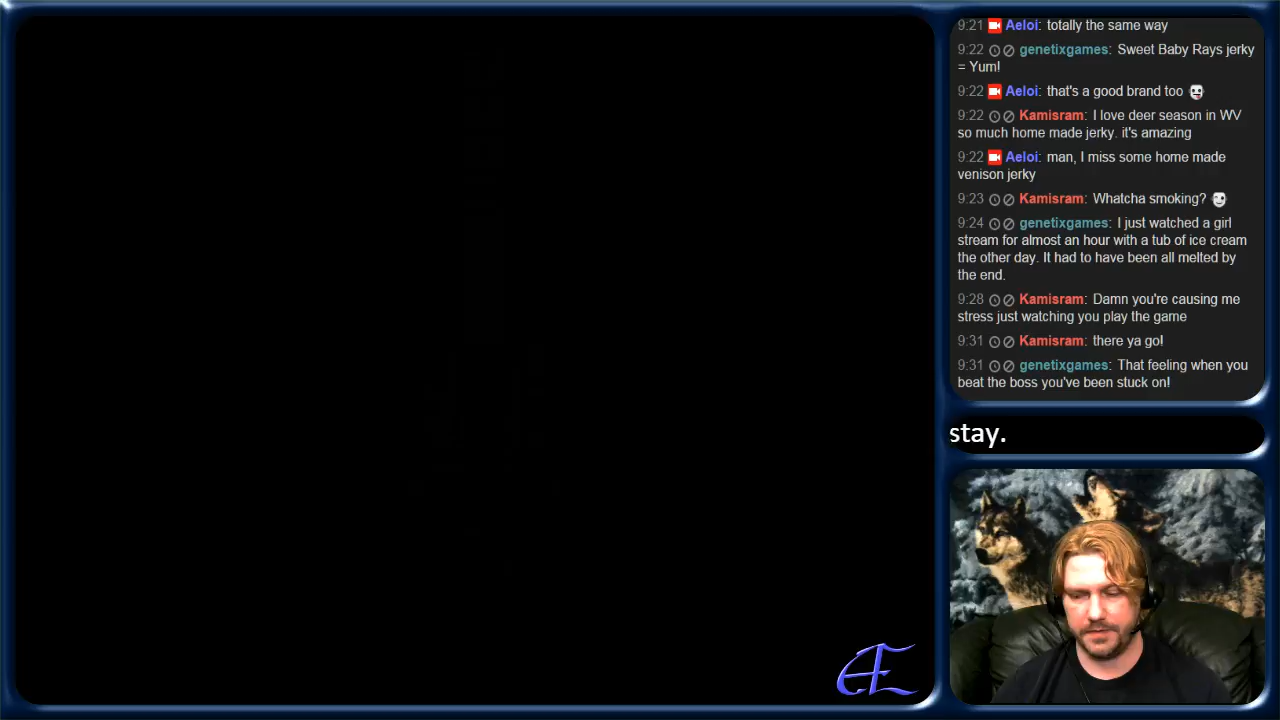 9:21 Aeloi: totally the same way
9:22 genetixgames: Sweet Baby Rays jerky
= Yum!
9:22 Aeloi: that's a good brand too
9:22 Kamisram: I love deer season in WV
so much home made jerky. it's amazing
9:22 Aeloi: man, I miss some home made
venison jerky
9:23 Kamisram: Whatcha smoking?
9:24 genetixgames: I just watched a girl
stream for almost an hour with a tub of ice cream
the other day. It had to have been all melted by
the end.
9:28 Kamisram: Damn you're causing me
stress just watching you play the game
9:31 Kamisram: there ya go!
9:31 genetixgames: That feeling when you
beat the boss you've been stuck on!
stay.